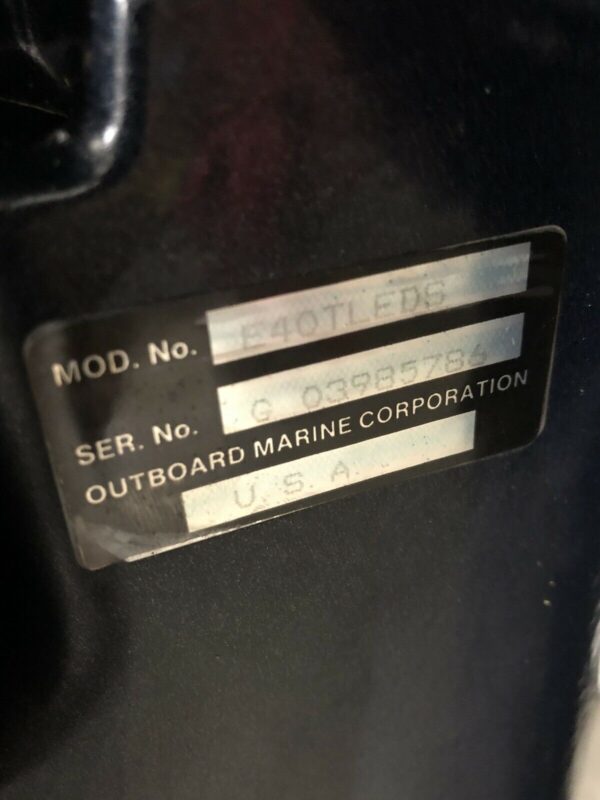 MOD. No. E40TLEDS
SER. No. G 03985786
OUTBOARD MARINE CORPORATION
U.S.A.